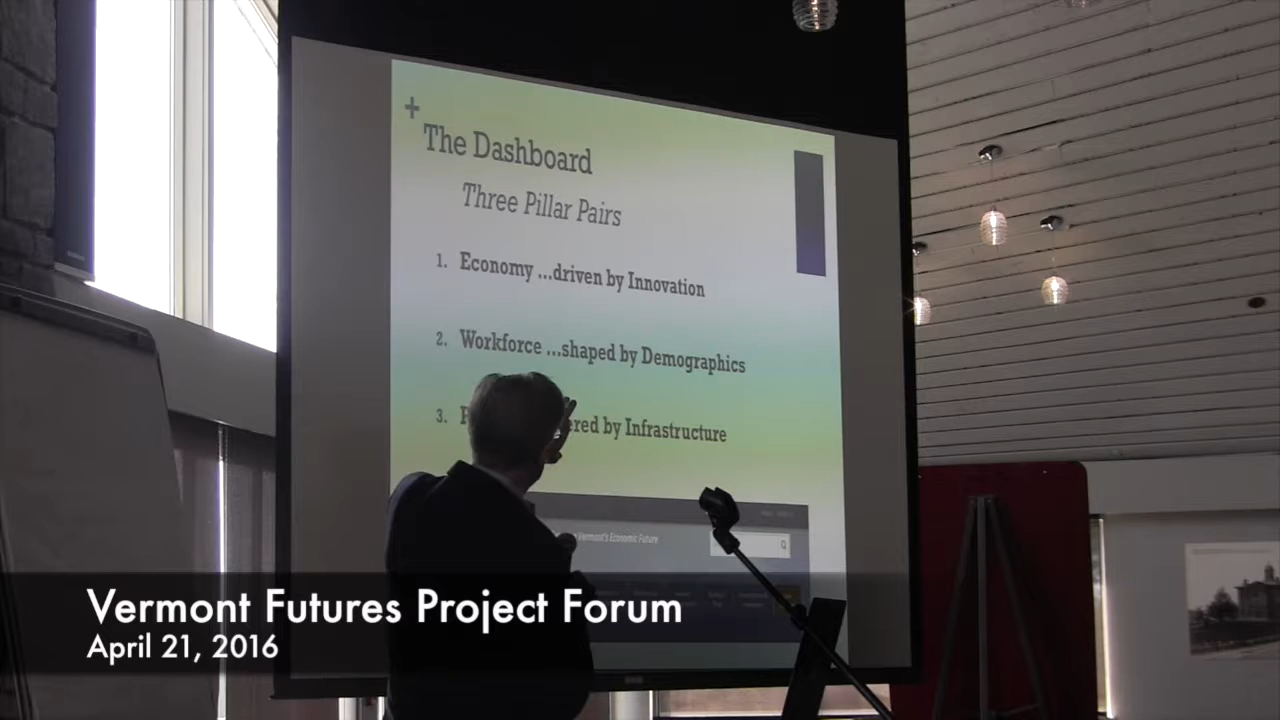 +
The Dashboard
Three Pillar Pairs
1. Economy ...driven by Innovation
2. Workforce ...shaped by Demographics
3. by Infrastructure
Vermont's Economic Future
Vermont Futures Project Forum
April 21, 2016